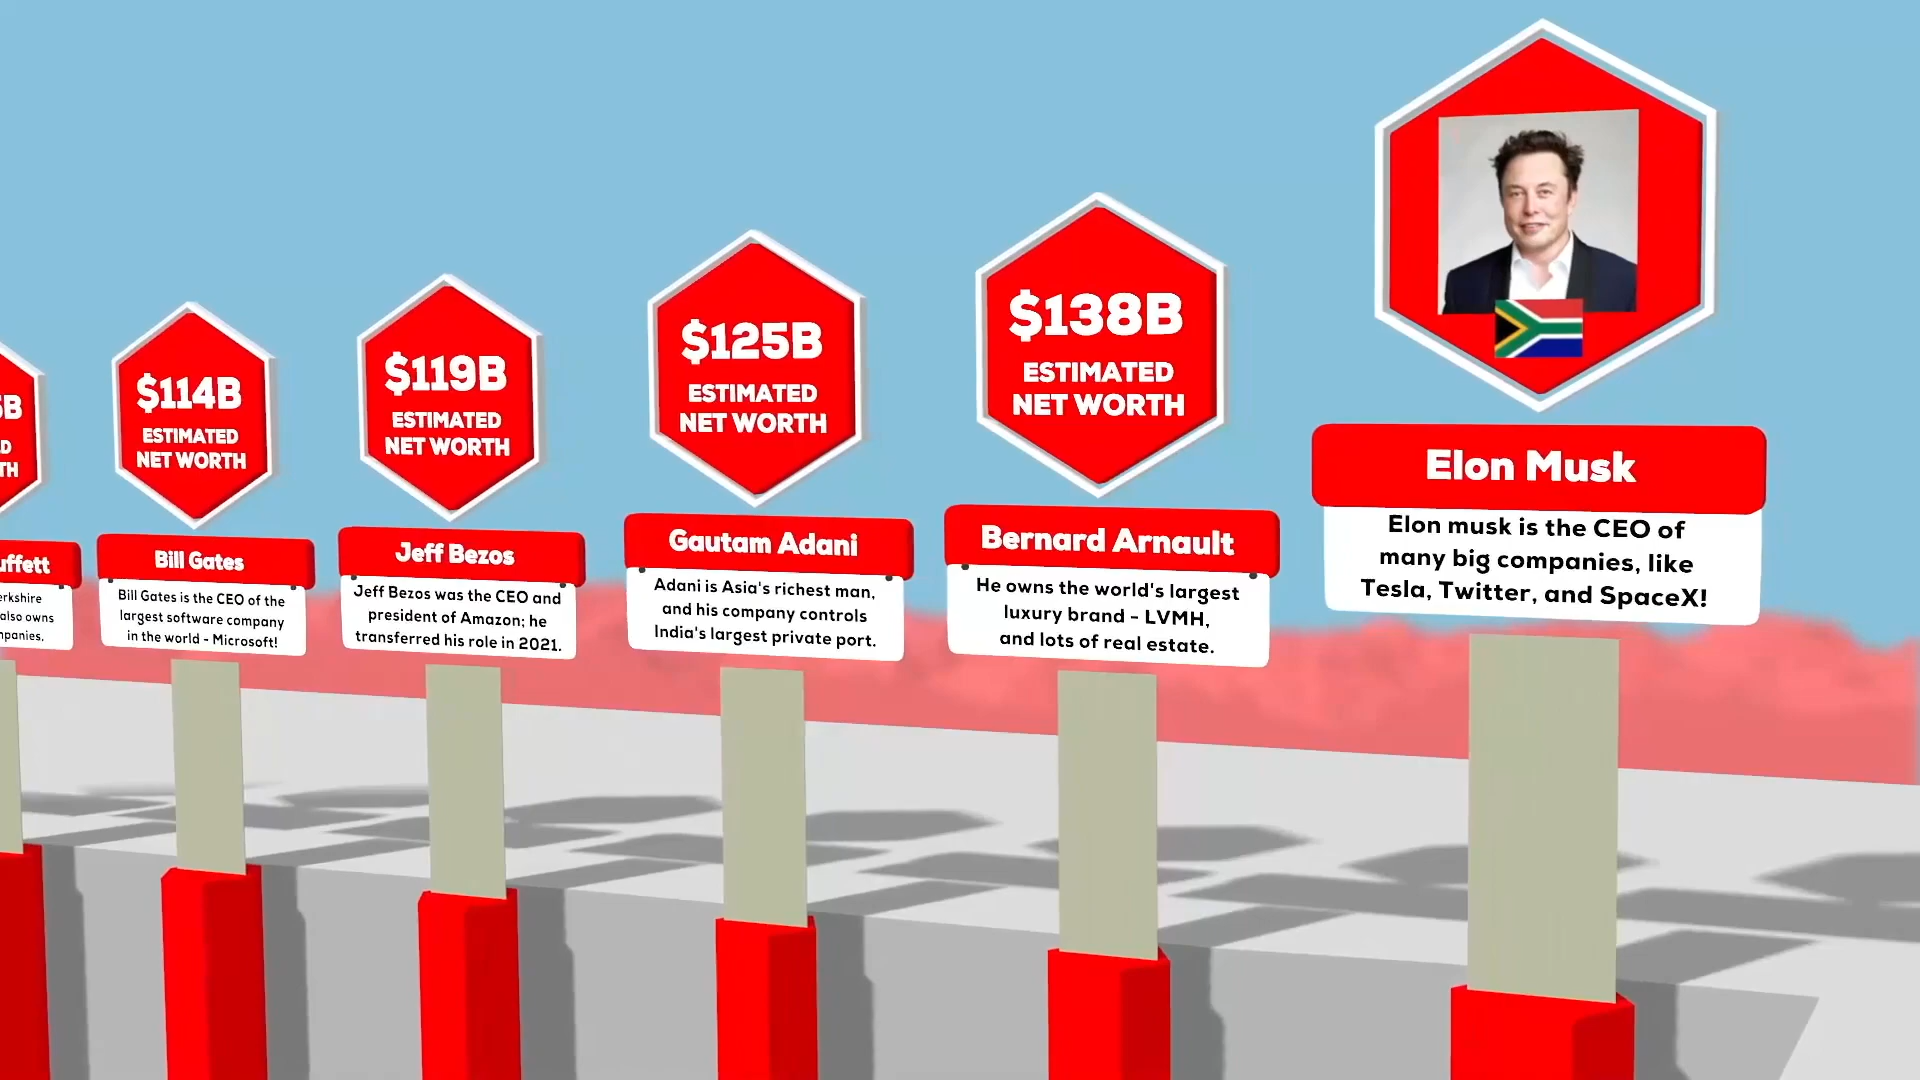 $114B
ESTIMATED
NET WORTH
Bill Gates
Bill Gates is the CEO of the
largest software company
in the world - Microsoft!
$119B
ESTIMATED
NET WORTH
Jeff Bezos
Jeff Bezos was the CEO and
president of Amazon; he
transferred his role in 2021.
$125B
ESTIMATED
NET WORTH
Gautam Adani
Adani is Asia's richest man,
and his company controls
India's largest private port.
$138B
ESTIMATED
NET WORTH
Bernard Arnault
He owns the world's largest
luxury brand - LVMH,
and lots of real estate.
Elon Musk
Elon musk is the CEO of
many big companies, like
Tesla, Twitter, and SpaceX!